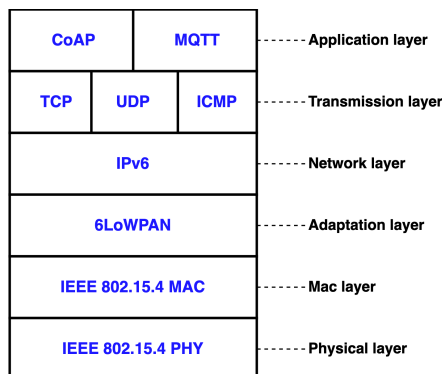 CoAP MQTT Application layer
TCP UDP ICMP Transmission layer
IPv6 Network layer
6LoWPAN Adaptation layer
IEEE 802.15.4 MAC Mac layer
IEEE 802.15.4 PHY Physical layer